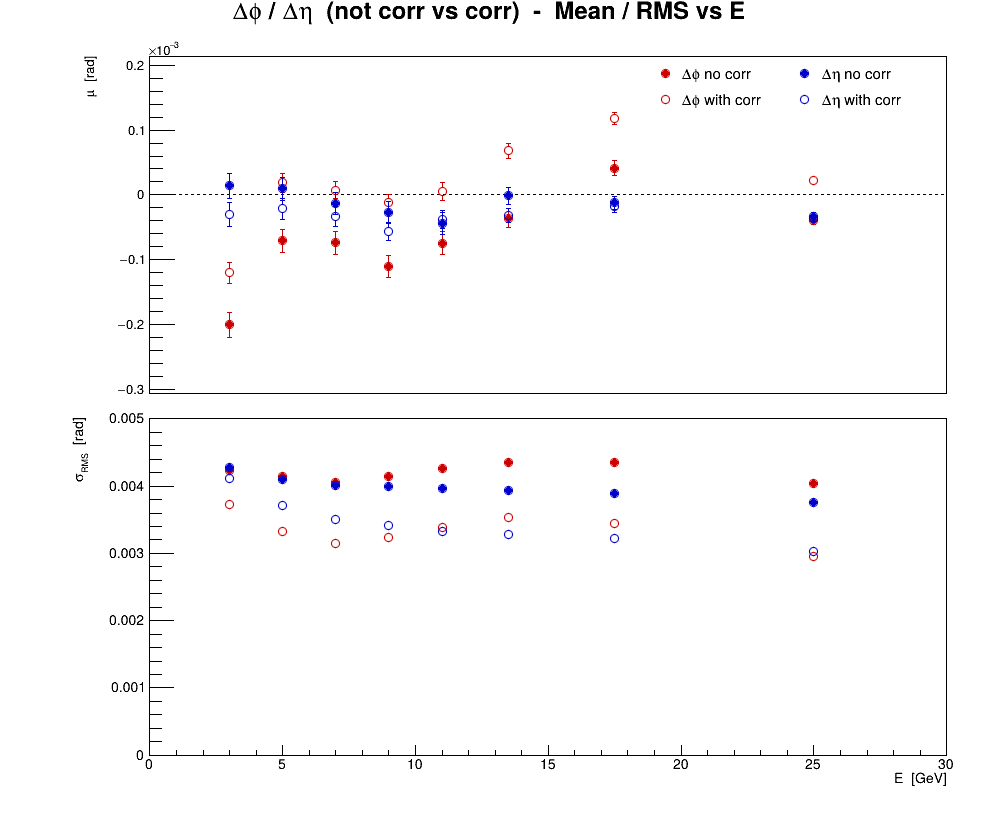 Δϕ / Δη (not corr vs corr) - Mean / RMS vs E
×10⁻³
μ [rad]
0.2
0.1
0
−0.1
−0.2
−0.3
Δϕ no corr
Δη no corr
Δϕ with corr
Δη with corr
σRMS [rad]
0.005
0.004
0.003
0.002
0.001
0
0 5 10 15 20 25 30
E [GeV]